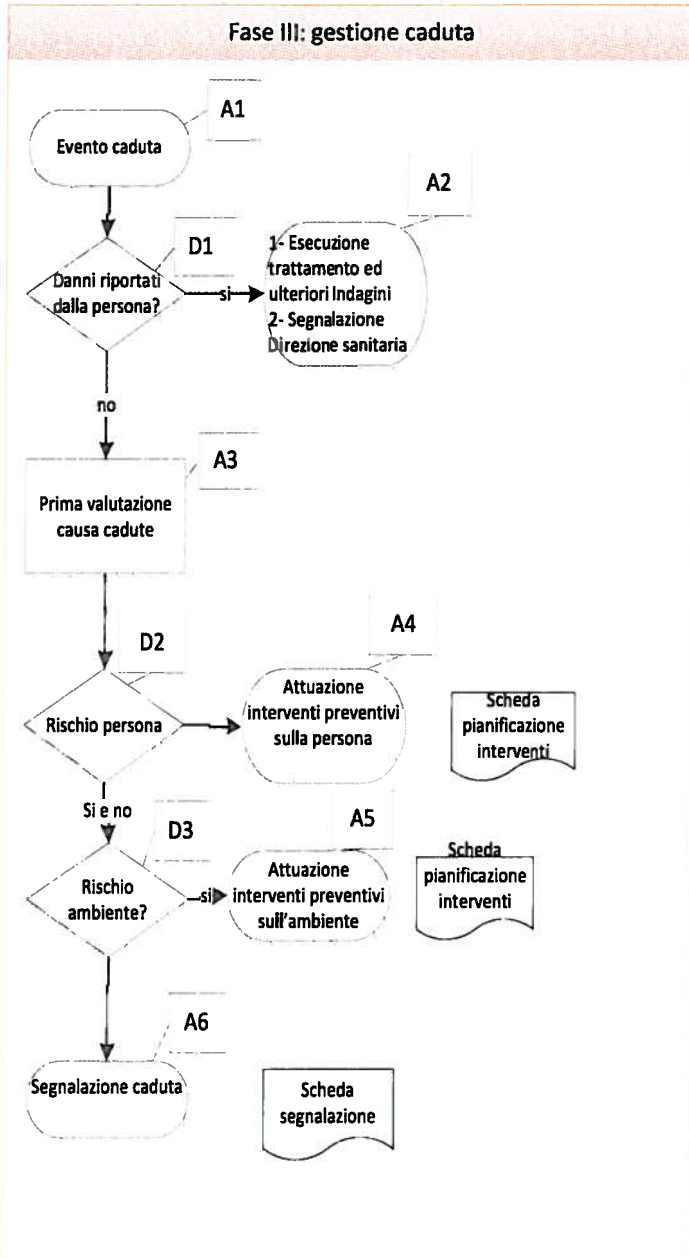 Fase III: gestione caduta
A1
Evento caduta
A2
D1
Danni riportati
dalla persona?
si
1- Esecuzione
trattamento ed
ulteriori Indagini
2- Segnalazione
Direzione sanitaria
no
A3
Prima valutazione
causa cadute
D2
A4
Rischio persona
Attuazione
interventi preventivi
sulla persona
Scheda
pianificazione
interventi
Si e no
D3
A5
Rischio
ambiente?
si
Attuazione
interventi preventivi
sull'ambiente
Scheda
pianificazione
interventi
A6
Segnalazione caduta
Scheda
segnalazione